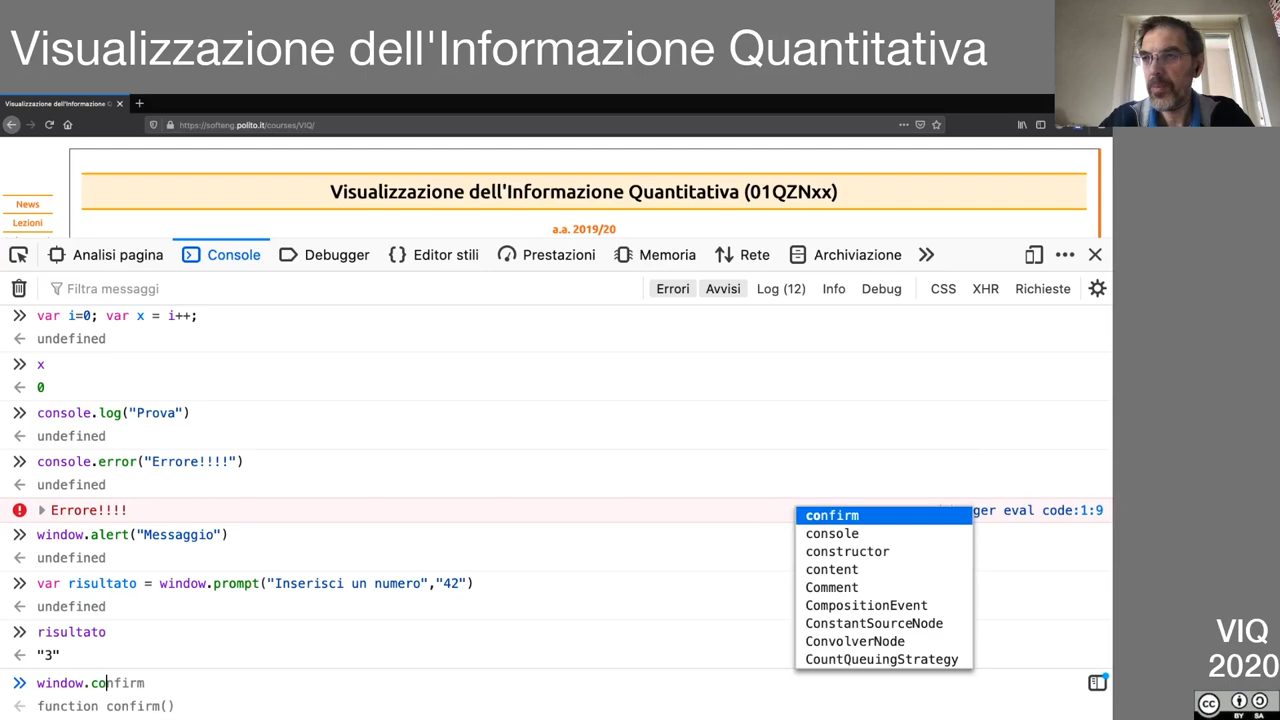 Visualizzazione dell'Informazione Quantitativa
Visualizzazione dell'Informazione Q
https://softeng.polito.it/courses/VIQ/
Visualizzazione dell'Informazione Quantitativa (01QZNxx)
News
Lezioni
a.a. 2019/20
Analisi pagina Console Debugger Editor stili Prestazioni Memoria Rete Archiviazione
Filtra messaggi Errori Avvisi Log (12) Info Debug CSS XHR Richieste
var i=0; var x = i++;
undefined
x
0
console.log("Prova")
undefined
console.error("Errore!!!!")
undefined
Errore!!!! ger eval code:1:9
window.alert("Messaggio")
undefined
var risultato = window.prompt("Inserisci un numero","42")
undefined
risultato
"3"
window.confirm
function confirm()
confirm
console
constructor
content
Comment
CompositionEvent
ConstantSourceNode
ConvolverNode
CountQueuingStrategy
VIQ
2020
CC BY SA